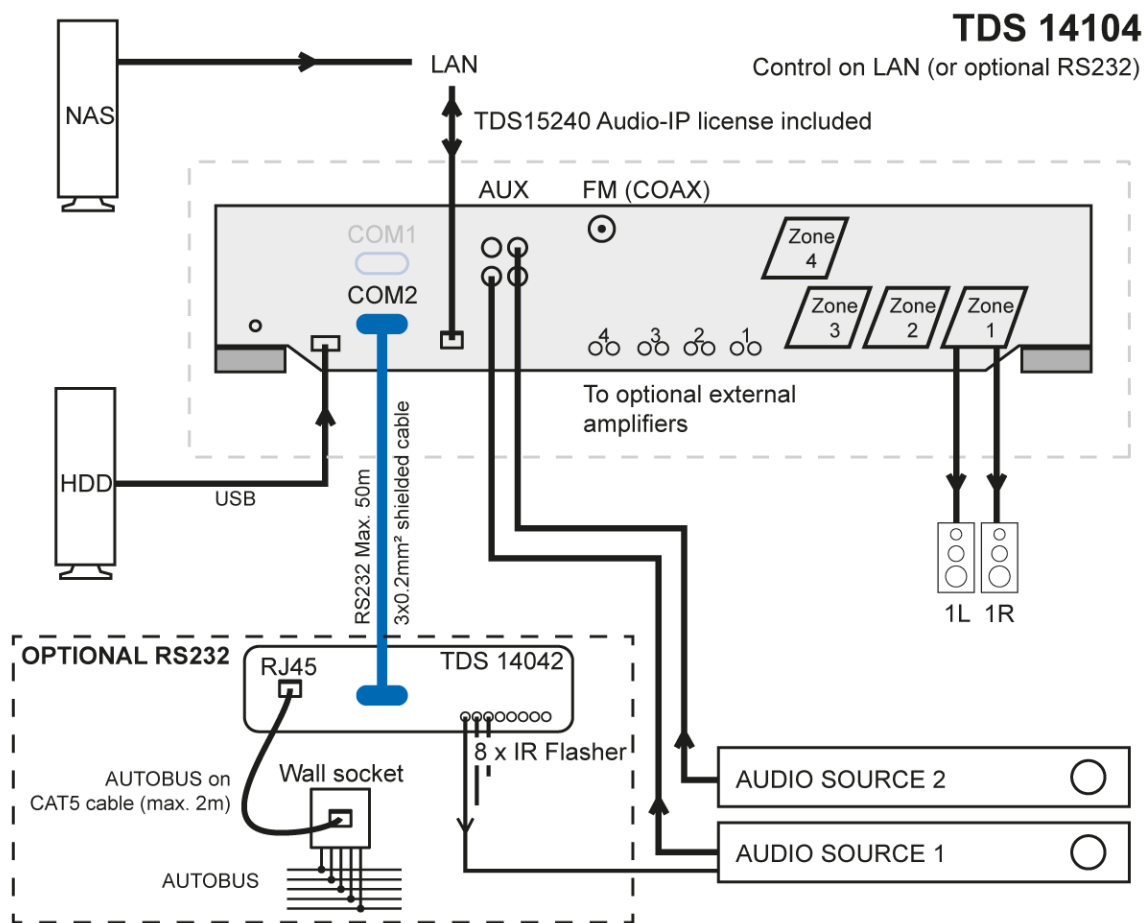 TDS 14104
Control on LAN (or optional RS232)
NAS
LAN
TDS15240 Audio-IP license included
AUX
FM (COAX)
COM1
COM2
Zone
4
Zone
3
Zone
2
Zone
1
4
3
2
1
To optional external
amplifiers
HDD
USB
RS232 Max. 50m
3x0.2mm² shielded cable
1L
1R
OPTIONAL RS232
RJ45
TDS 14042
8 x IR Flasher
AUTOBUS on
CAT5 cable (max. 2m)
Wall socket
AUTOBUS
AUDIO SOURCE 2
AUDIO SOURCE 1